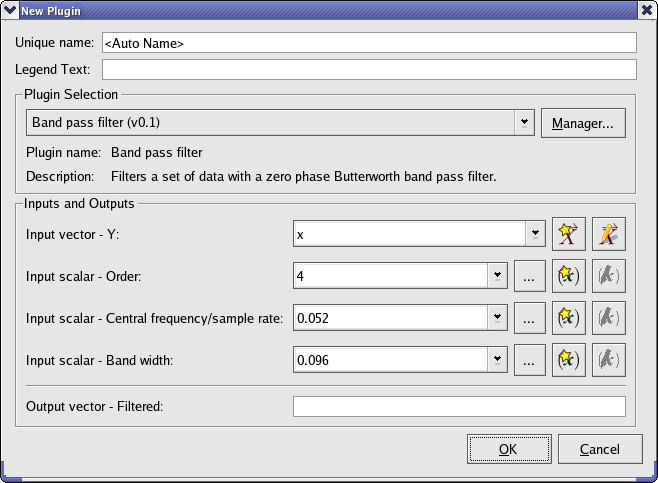 New Plugin
Unique name: <Auto Name>
Legend Text:
Plugin Selection
Band pass filter (v0.1) Manager...
Plugin name: Band pass filter
Description: Filters a set of data with a zero phase Butterworth band pass filter.
Inputs and Outputs
Input vector - Y: x
Input scalar - Order: 4 ...
Input scalar - Central frequency/sample rate: 0.052 ...
Input scalar - Band width: 0.096 ...
Output vector - Filtered:
OK Cancel